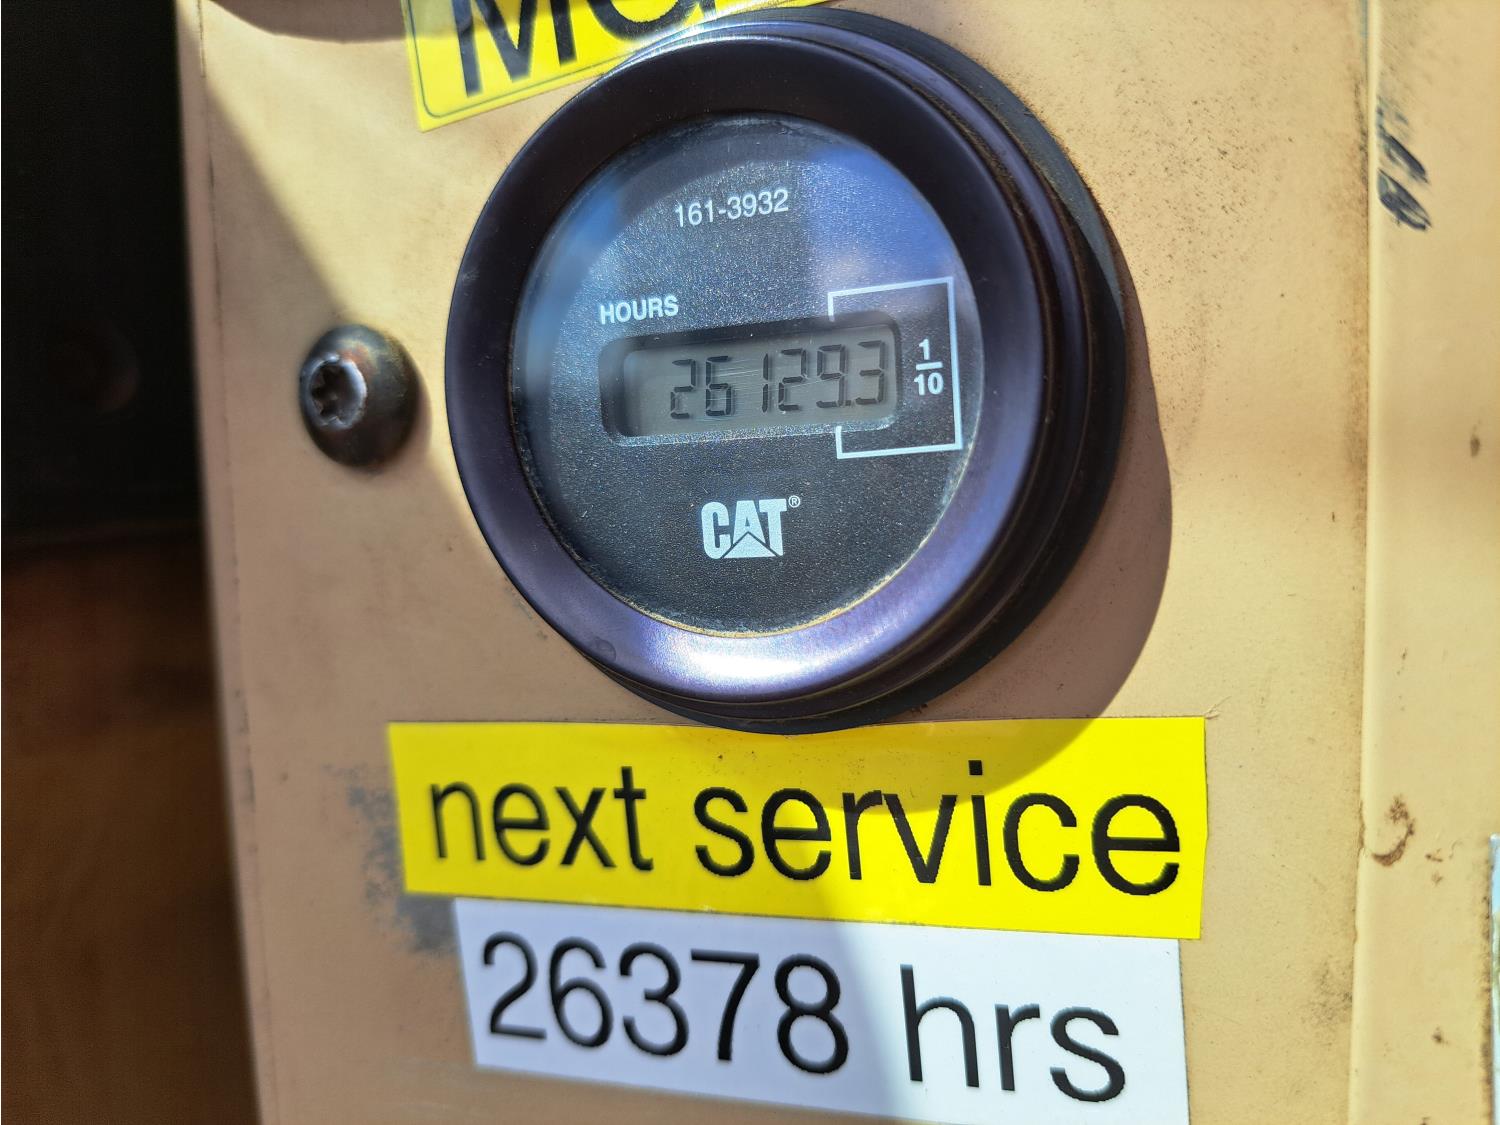 161-3932
HOURS
26129.3
1
10
CAT®
next service
26378 hrs